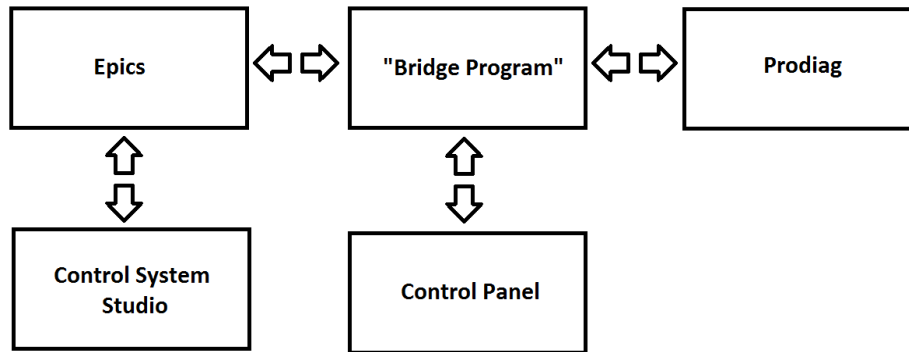 Epics
"Bridge Program"
Prodiag
Control System
Studio
Control Panel